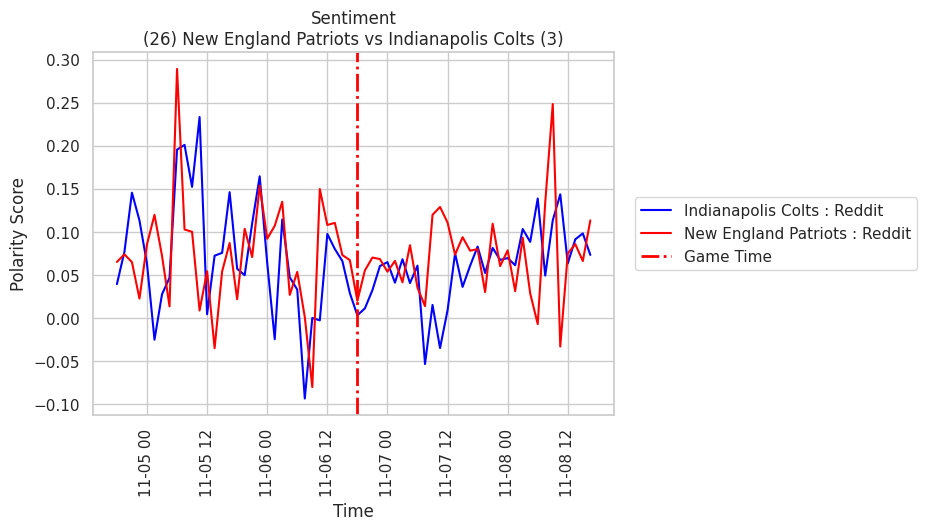 Sentiment
(26) New England Patriots vs Indianapolis Colts (3)
Polarity Score
0.30
0.25
0.20
0.15
0.10
0.05
0.00
−0.05
−0.10
11-05 00
11-05 12
11-06 00
11-06 12
11-07 00
11-07 12
11-08 00
11-08 12
Time
Indianapolis Colts : Reddit
New England Patriots : Reddit
Game Time